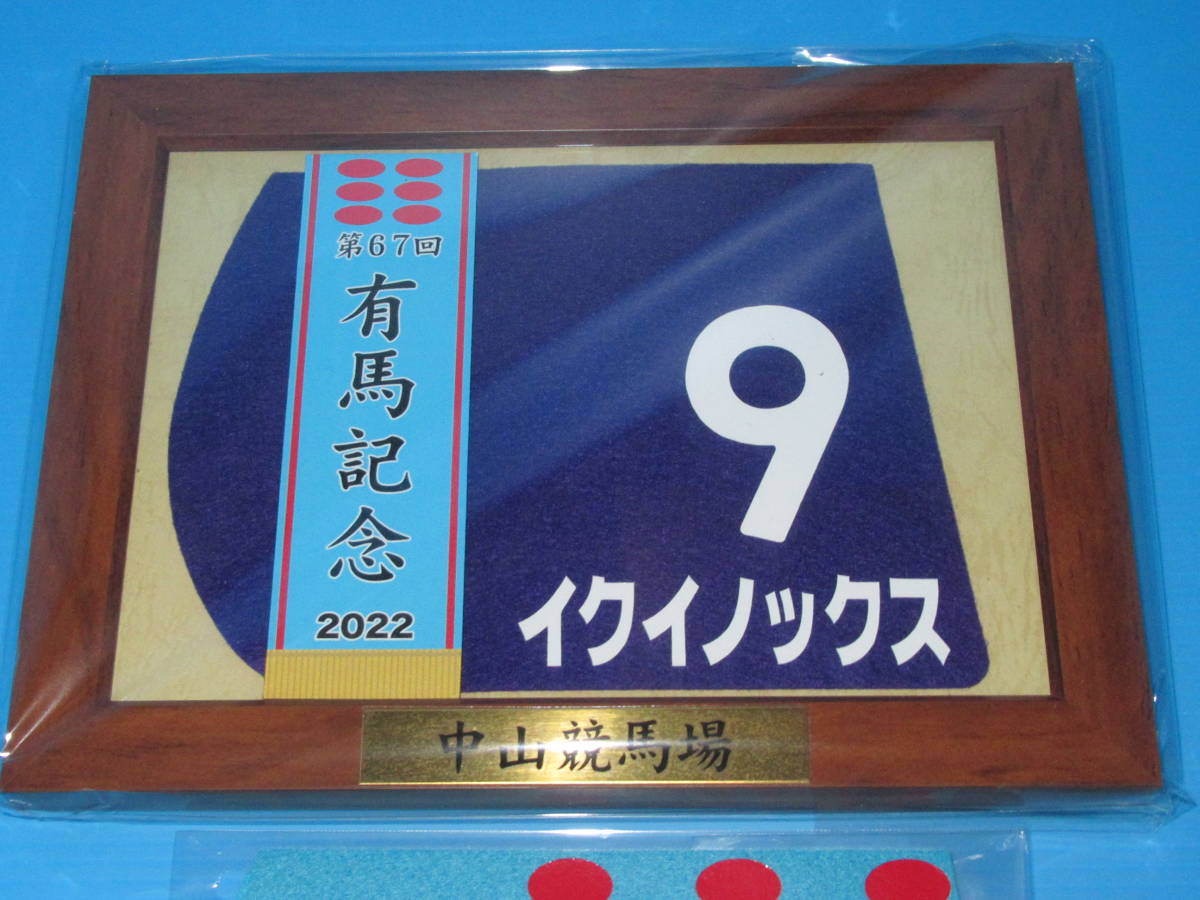 第67回
有馬記念
2022
9
イクイノックス
中山競馬場